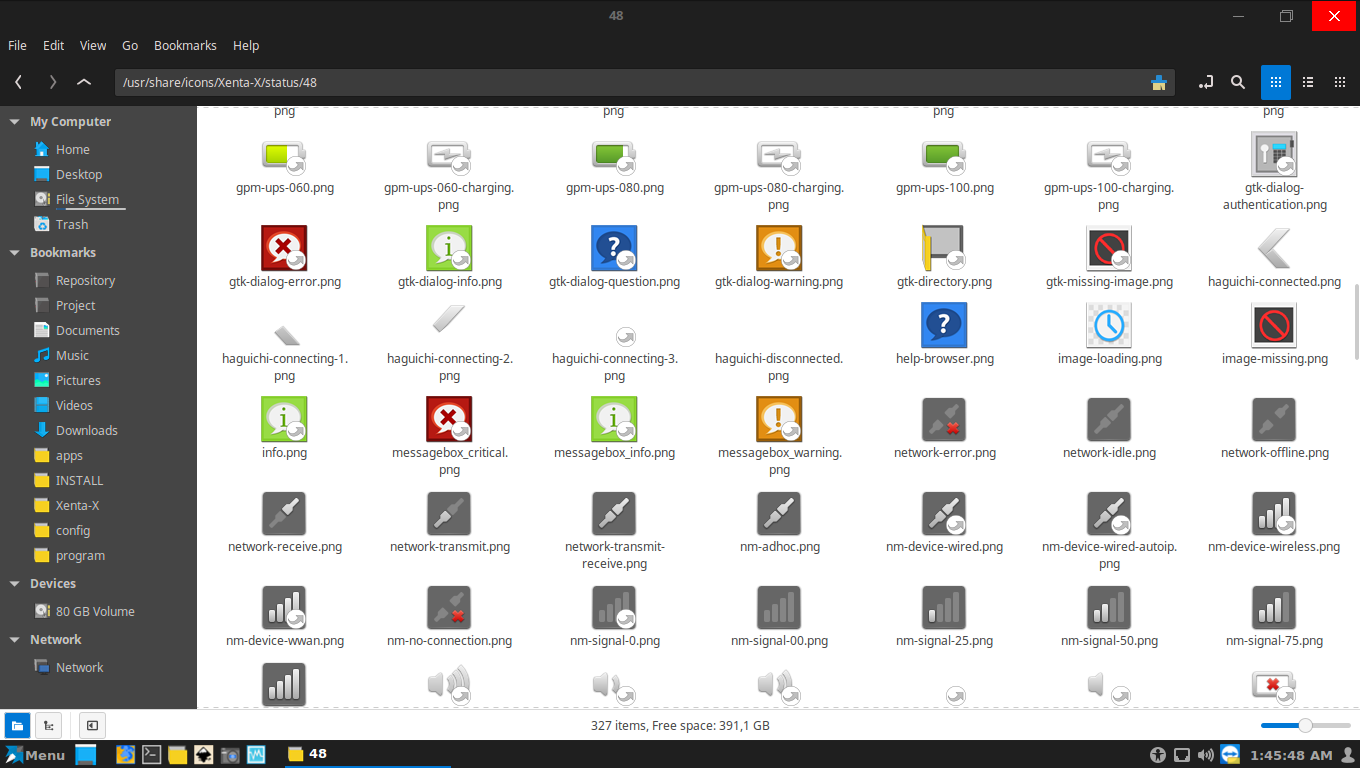 48
File Edit View Go Bookmarks Help
/usr/share/icons/Xenta-X/status/48
My Computer
Home
Desktop
File System
Trash
Bookmarks
Repository
Project
Documents
Music
Pictures
Videos
Downloads
apps
INSTALL
Xenta-X
config
program
Devices
80 GB Volume
Network
Network
png png png png
gpm-ups-060.png
gpm-ups-060-charging.
png
gpm-ups-080.png
gpm-ups-080-charging.
png
gpm-ups-100.png
gpm-ups-100-charging.
png
gtk-dialog-
authentication.png
gtk-dialog-error.png
gtk-dialog-info.png
gtk-dialog-question.png
gtk-dialog-warning.png
gtk-directory.png
gtk-missing-image.png
haguichi-connected.png
haguichi-connecting-1.
png
haguichi-connecting-2.
png
haguichi-connecting-3.
png
haguichi-disconnected.
png
help-browser.png
image-loading.png
image-missing.png
info.png
messagebox_critical.
png
messagebox_info.png
messagebox_warning.
png
network-error.png
network-idle.png
network-offline.png
network-receive.png
network-transmit.png
network-transmit-
receive.png
nm-adhoc.png
nm-device-wired.png
nm-device-wired-autoip.
png
nm-device-wireless.png
nm-device-wwan.png
nm-no-connection.png
nm-signal-0.png
nm-signal-00.png
nm-signal-25.png
nm-signal-50.png
nm-signal-75.png
327 items, Free space: 391,1 GB
Menu
48
1:45:48 AM